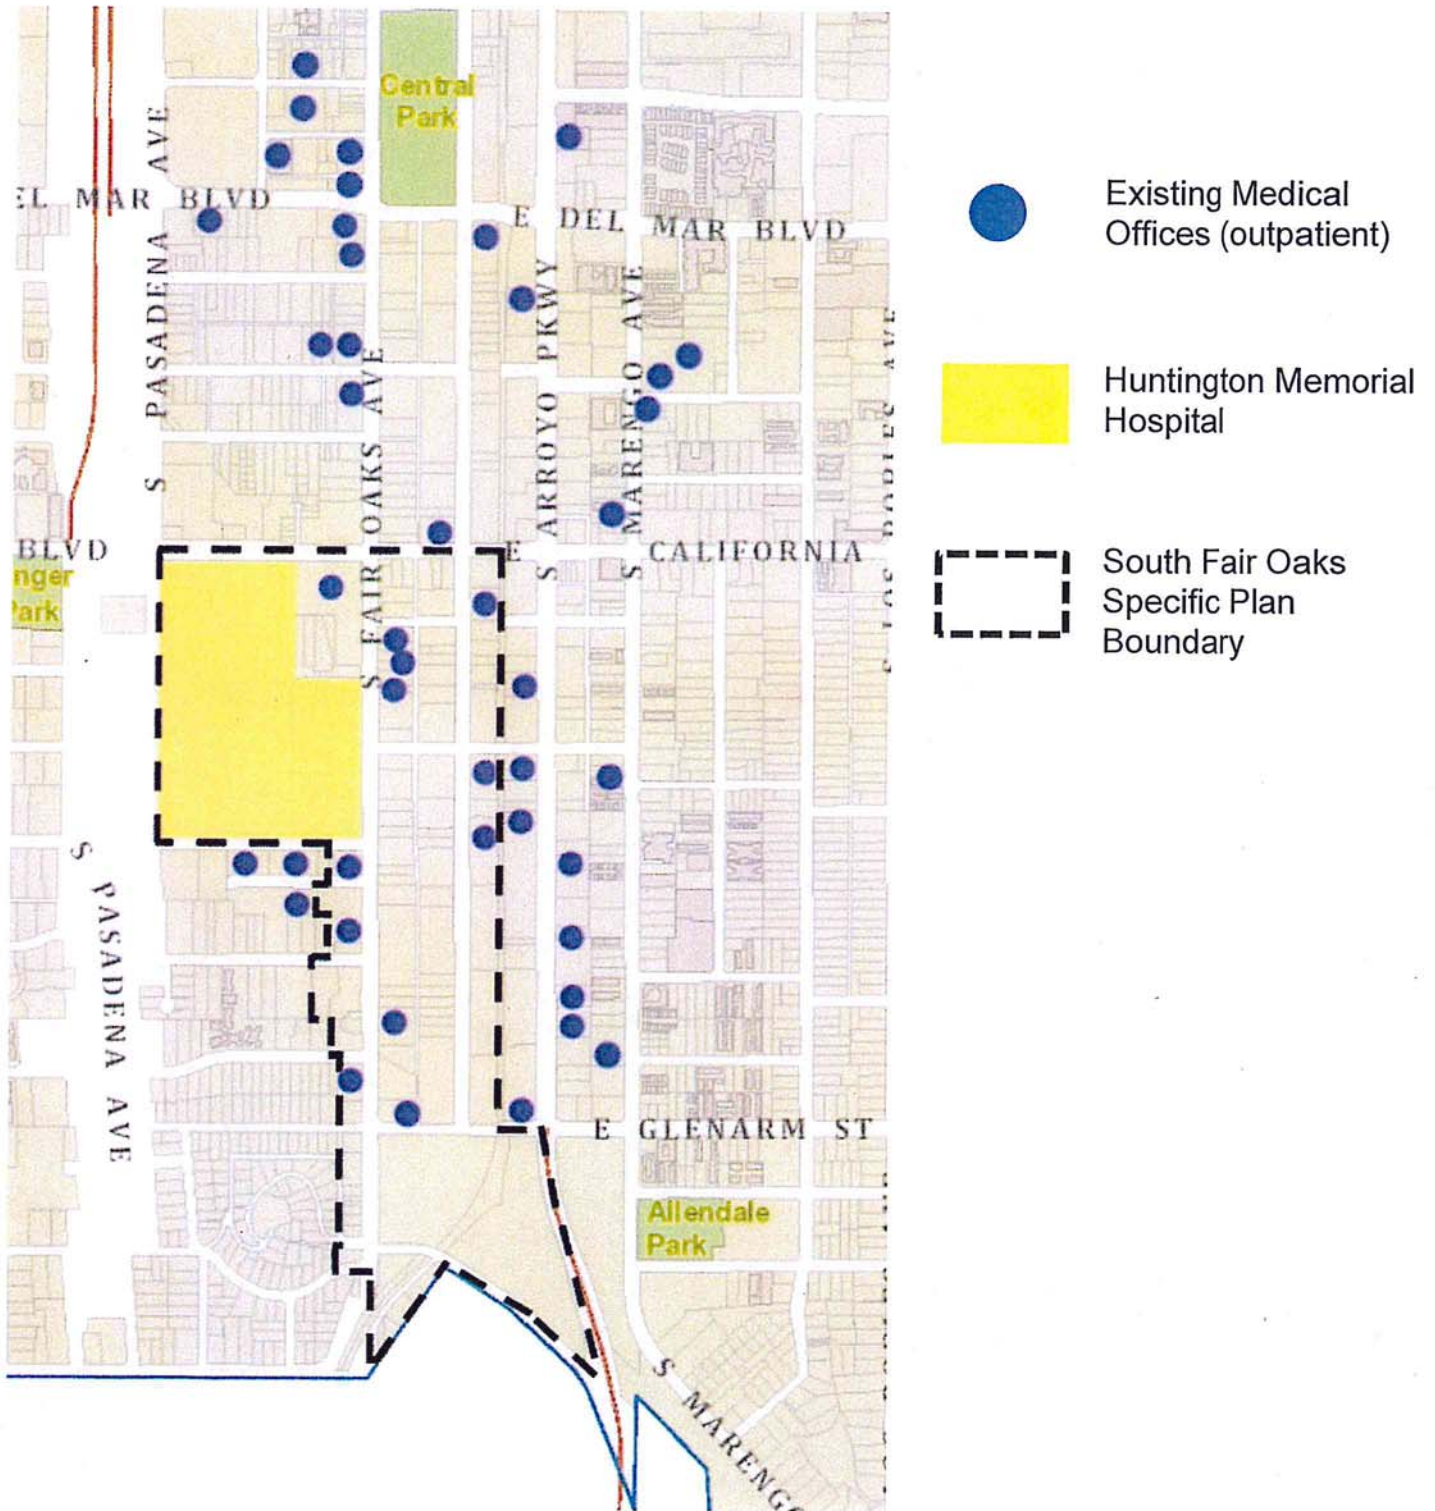 Central
Park
S PASADENA AVE
EL MAR BLVD
E DEL MAR BLVD
S FAIR OAKS AVE
S ARROYO PKWY
S MARENGO AVE
BLVD
nger
Park
E CALIFORNIA
S PASADENA AVE
E GLENARM ST
Allendale
Park
S MARENGO
Existing Medical
Offices (outpatient)
Huntington Memorial
Hospital
South Fair Oaks
Specific Plan
Boundary